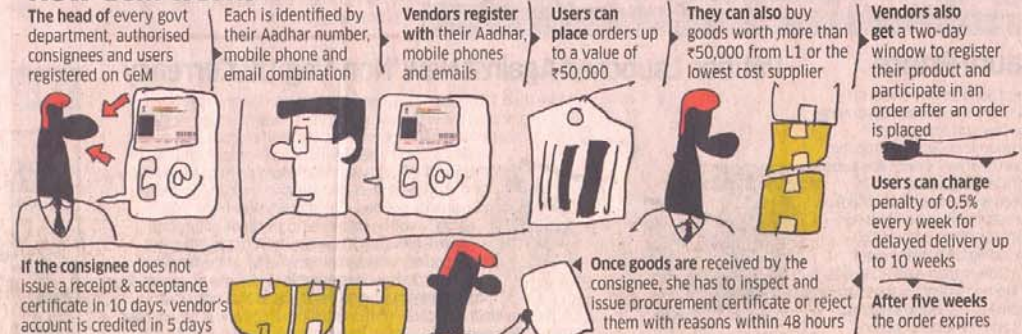 The head of every govt
department, authorised
consignees and users
registered on GeM
Each is identified by
their Aadhar number,
mobile phone and
email combination
Vendors register
with their Aadhar,
mobile phones
and emails
Users can
place orders up
to a value of
₹50,000
They can also buy
goods worth more than
₹50,000 from L1 or the
lowest cost supplier
Vendors also
get a two-day
window to register
their product and
participate in an
order after an order
is placed
Users can charge
penalty of 0.5%
every week for
delayed delivery up
to 10 weeks
After five weeks
the order expires
Once goods are received by the
consignee, she has to inspect and
issue procurement certificate or reject
them with reasons within 48 hours
If the consignee does not
issue a receipt & acceptance
certificate in 10 days, vendor's
account is credited in 5 days